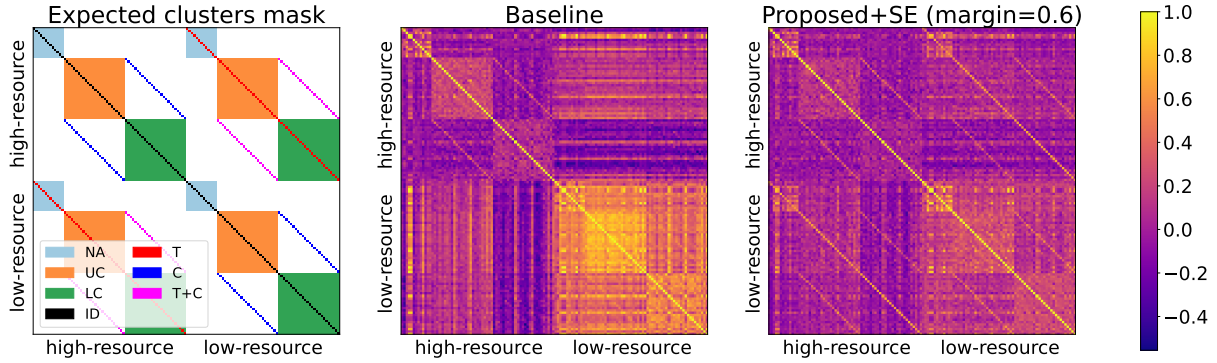 Expected clusters mask
Baseline
Proposed+SE (margin=0.6)
high-resource
low-resource
NA
UC
LC
ID
T
C
T+C
high-resource
low-resource
high-resource
low-resource
high-resource
low-resource
high-resource
low-resource
high-resource
low-resource
1.0
0.8
0.6
0.4
0.2
0.0
−0.2
−0.4